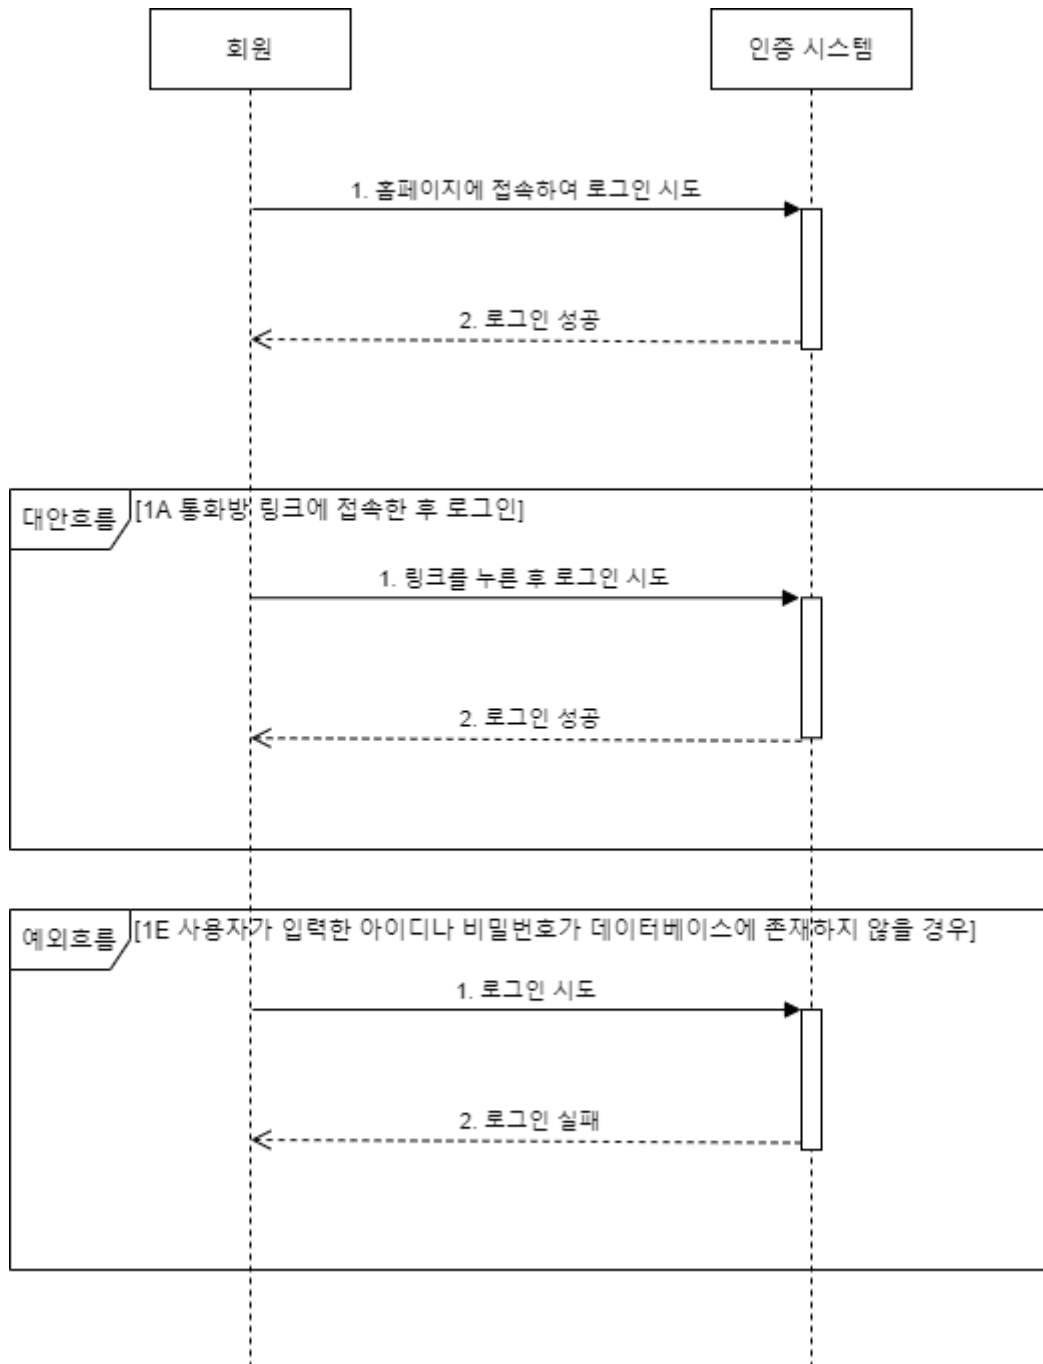 회원
인증 시스템
1. 홈페이지에 접속하여 로그인 시도
2. 로그인 성공
대안흐름
[1A 통화방 링크에 접속한 후 로그인]
1. 링크를 누른 후 로그인 시도
2. 로그인 성공
예외흐름
[1E 사용자가 입력한 아이디나 비밀번호가 데이터베이스에 존재하지 않을 경우]
1. 로그인 시도
2. 로그인 실패